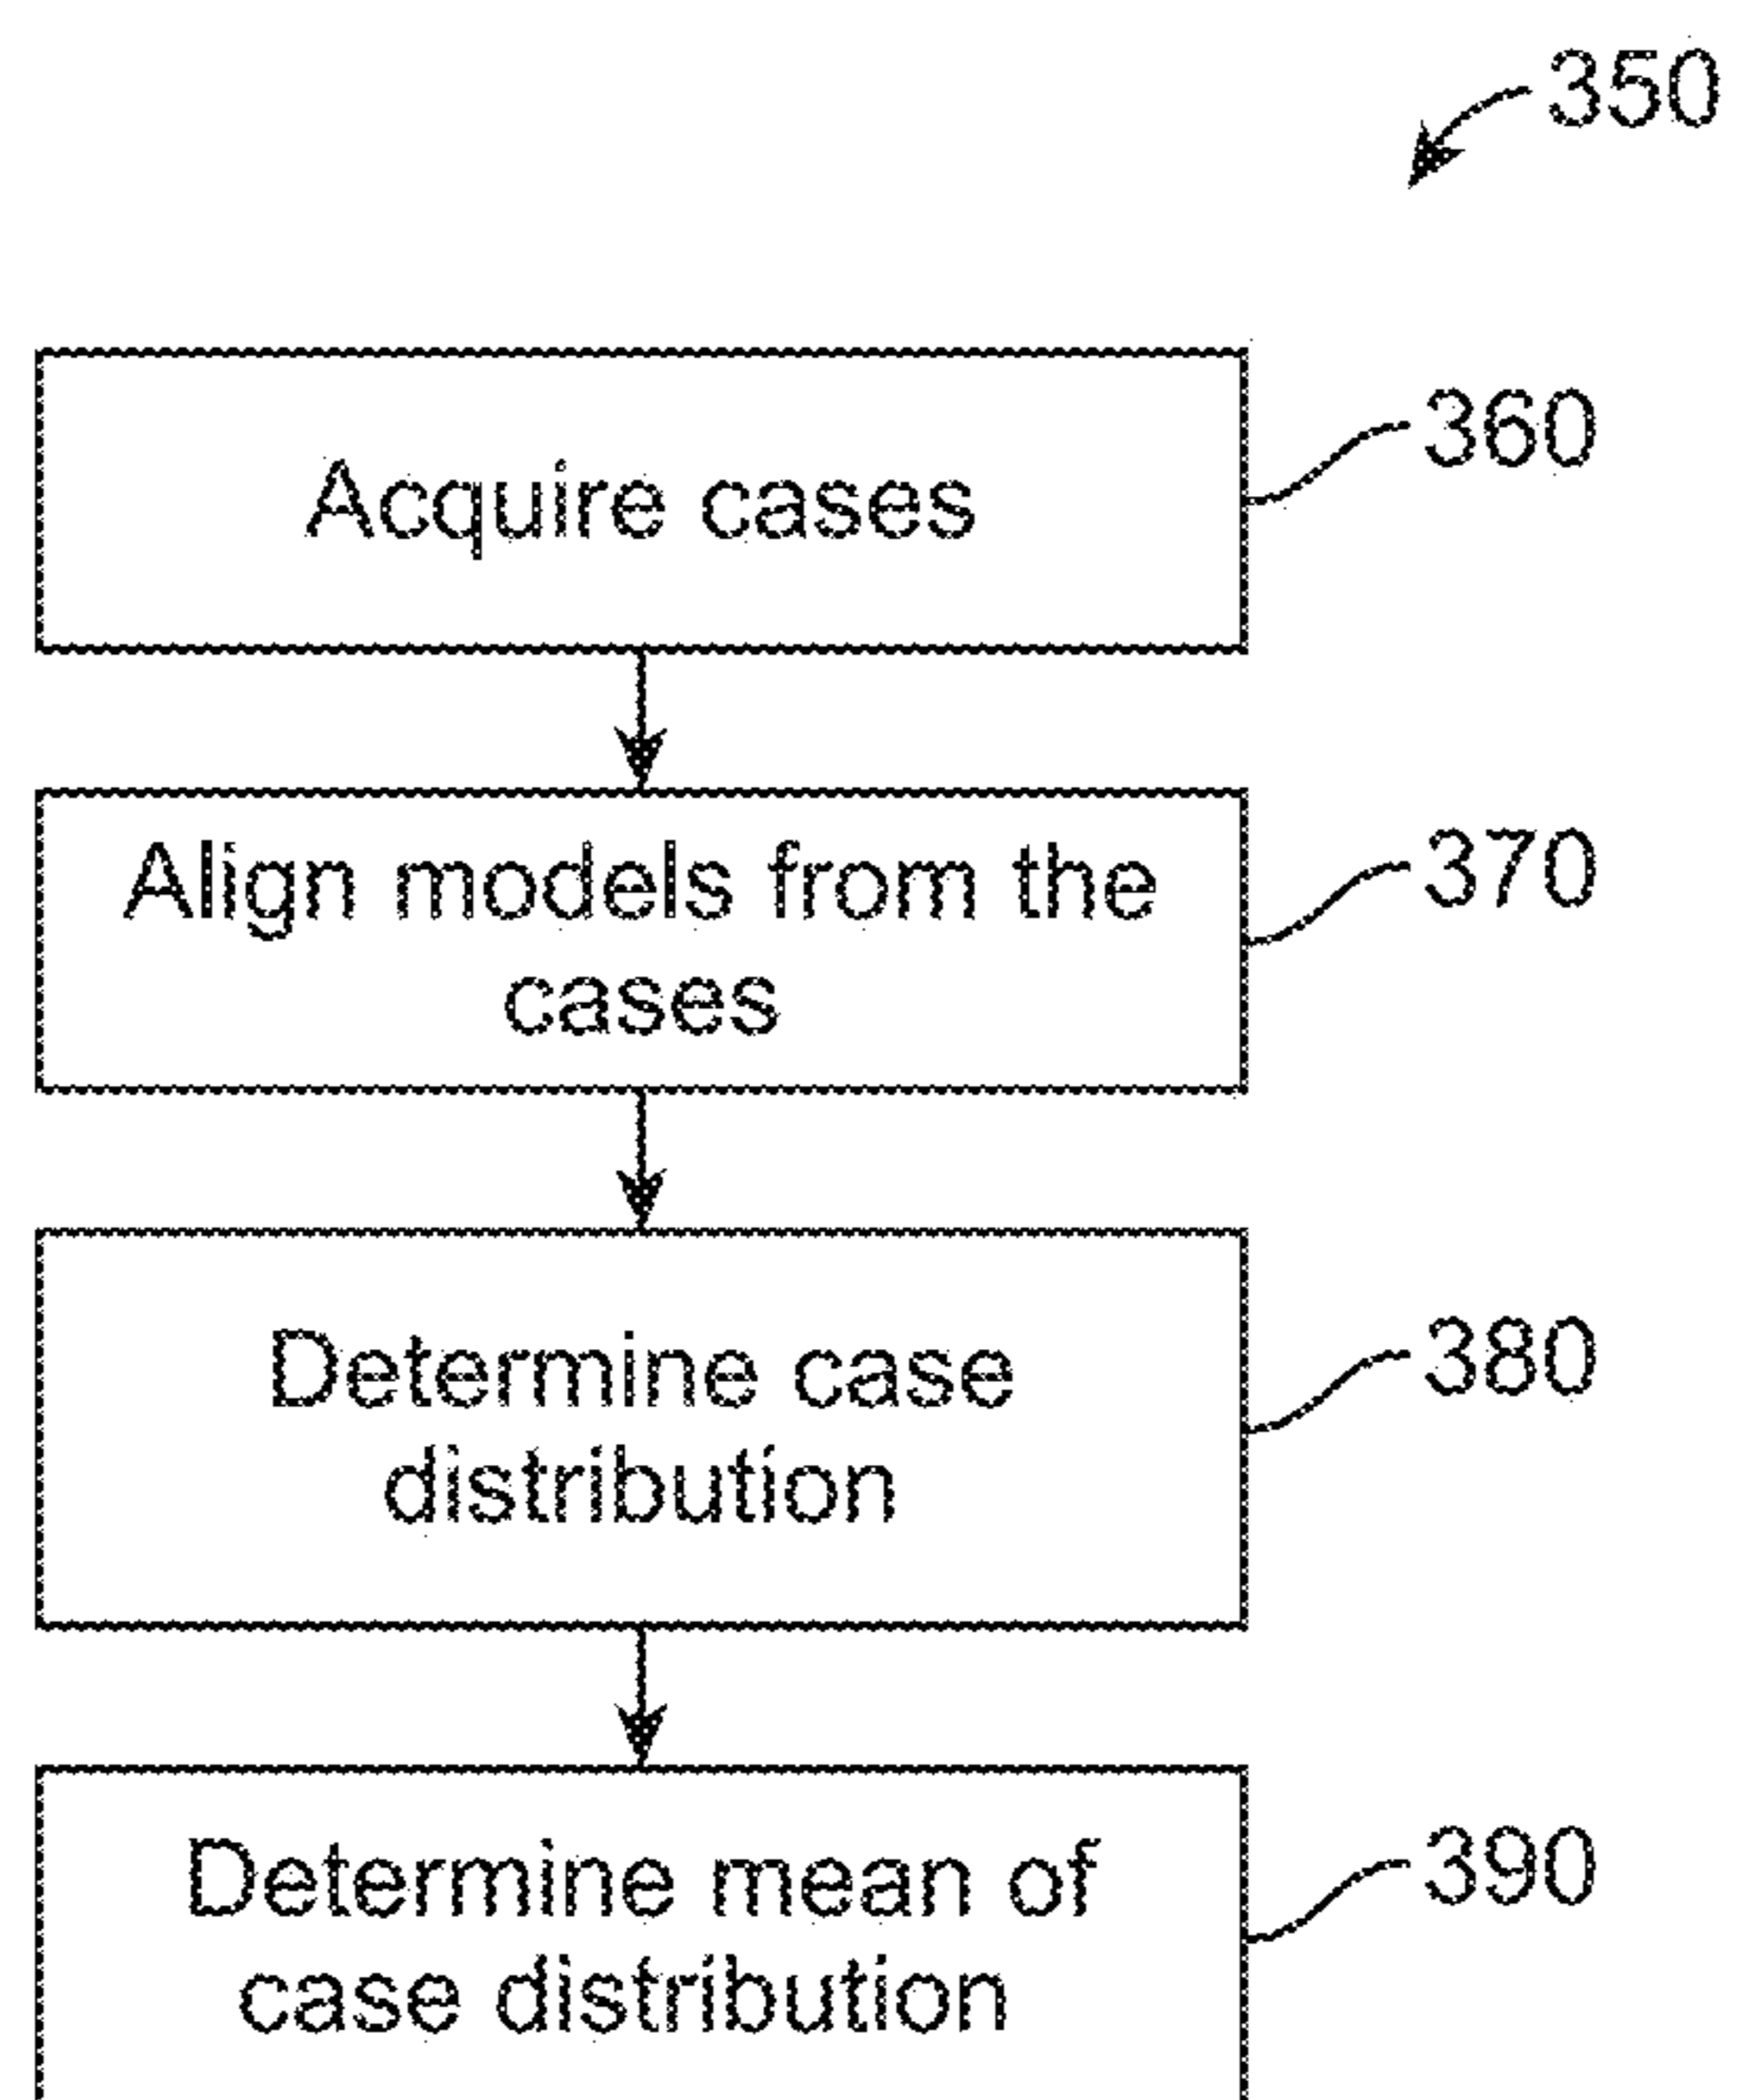 350
Acquire cases
360
Align models from the
cases
370
Determine case
distribution
380
Determine mean of
case distribution
390